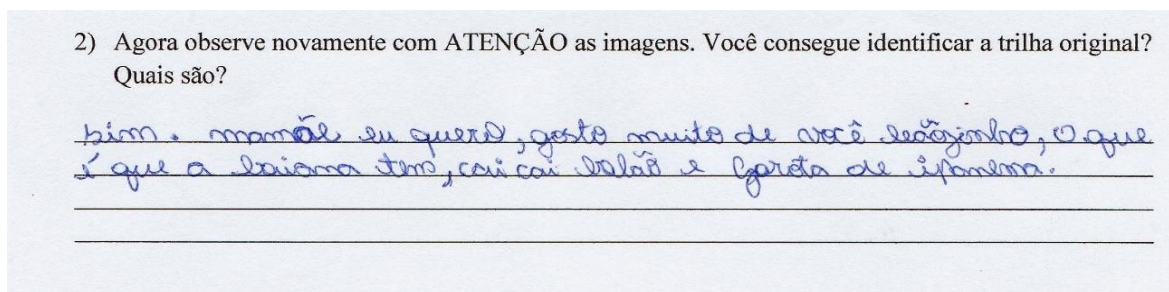 2) Agora observe novamente com ATENÇÃO as imagens. Você consegue identificar a trilha original?
Quais são?
sim. mamãe eu quero, gosto muito de você leãozinho, O que
é que a baiana tem, cai cai balão e Garota de ipanema.